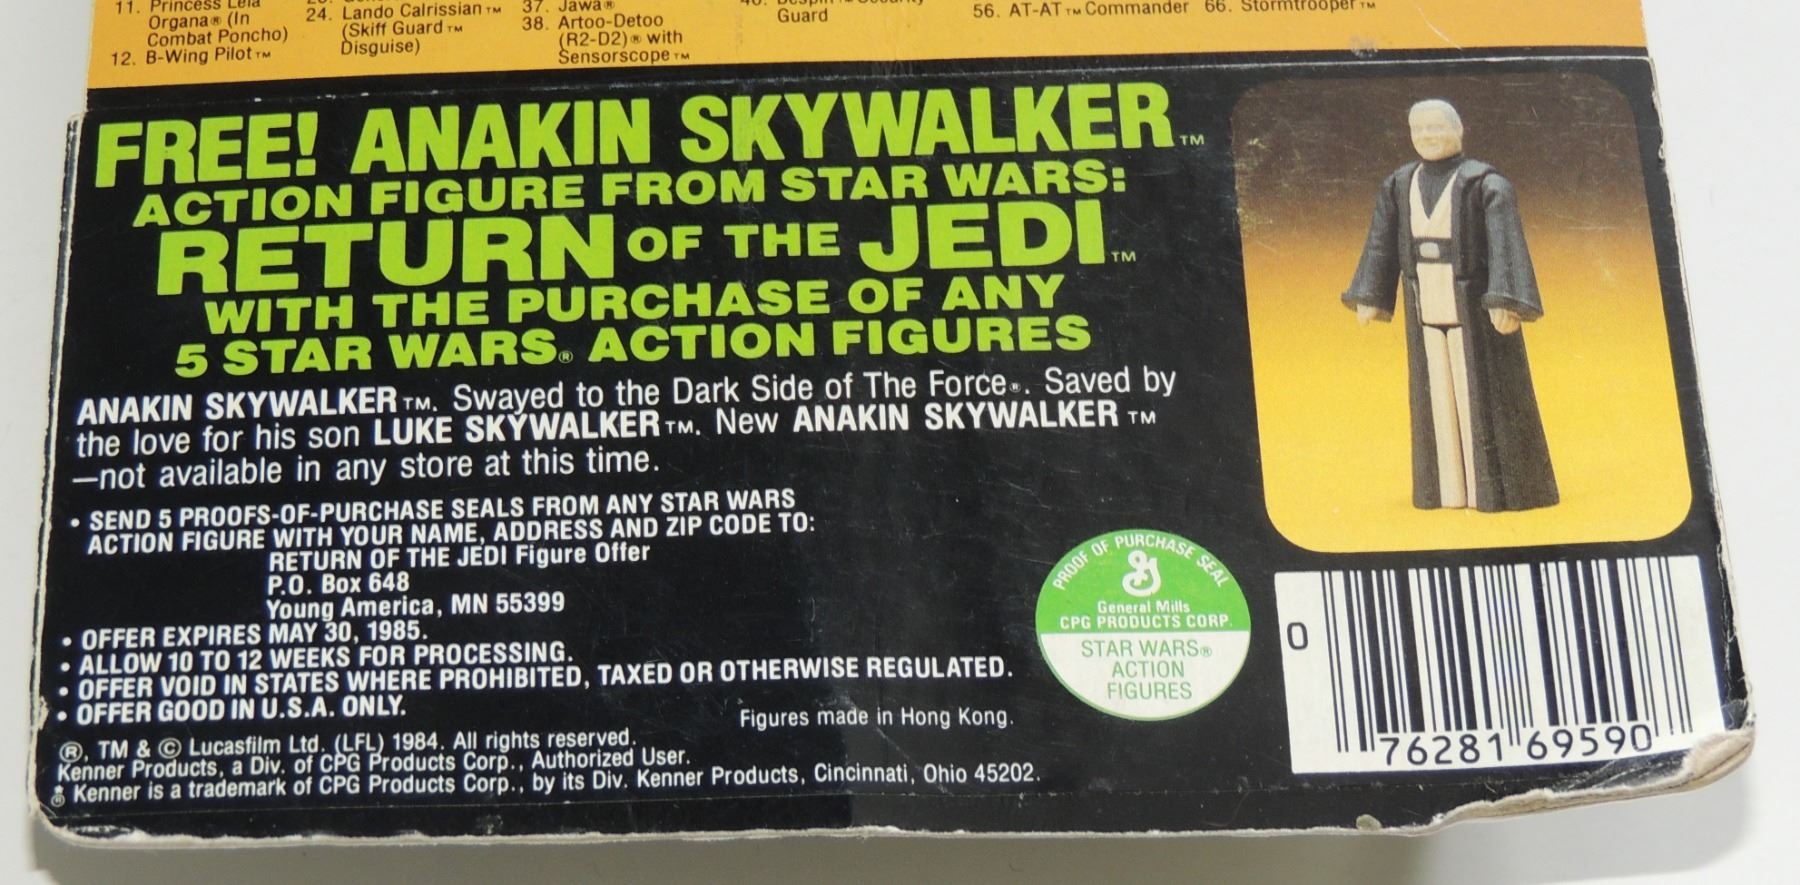 11. Princess Leia
Organa® (In
Combat Poncho)
12. B-Wing Pilot™
24. Lando Calrissian™
(Skiff Guard™
Disguise)
37. Jawa®
38. Artoo-Detoo
(R2-D2)® with
Sensorscope™
Guard
56. AT-AT™ Commander
66. Stormtrooper™
FREE! ANAKIN SKYWALKER™
ACTION FIGURE FROM STAR WARS:
RETURN OF THE JEDI™
WITH THE PURCHASE OF ANY
5 STAR WARS® ACTION FIGURES
ANAKIN SKYWALKER™. Swayed to the Dark Side of The Force®. Saved by
the love for his son LUKE SKYWALKER™. New ANAKIN SKYWALKER™
—not available in any store at this time.
• SEND 5 PROOFS-OF-PURCHASE SEALS FROM ANY STAR WARS
ACTION FIGURE WITH YOUR NAME, ADDRESS AND ZIP CODE TO:
RETURN OF THE JEDI Figure Offer
P.O. Box 648
Young America, MN 55399
• OFFER EXPIRES MAY 30, 1985.
• ALLOW 10 TO 12 WEEKS FOR PROCESSING.
• OFFER VOID IN STATES WHERE PROHIBITED, TAXED OR OTHERWISE REGULATED.
• OFFER GOOD IN U.S.A. ONLY.
Figures made in Hong Kong.
®, TM & © Lucasfilm Ltd. (LFL) 1984. All rights reserved.
Kenner Products, a Div. of CPG Products Corp., Authorized User.
® Kenner is a trademark of CPG Products Corp., by its Div. Kenner Products, Cincinnati, Ohio 45202.
PROOF OF PURCHASE SEAL
G
General Mills
CPG PRODUCTS CORP.
STAR WARS®
ACTION
FIGURES
0 76281 69590